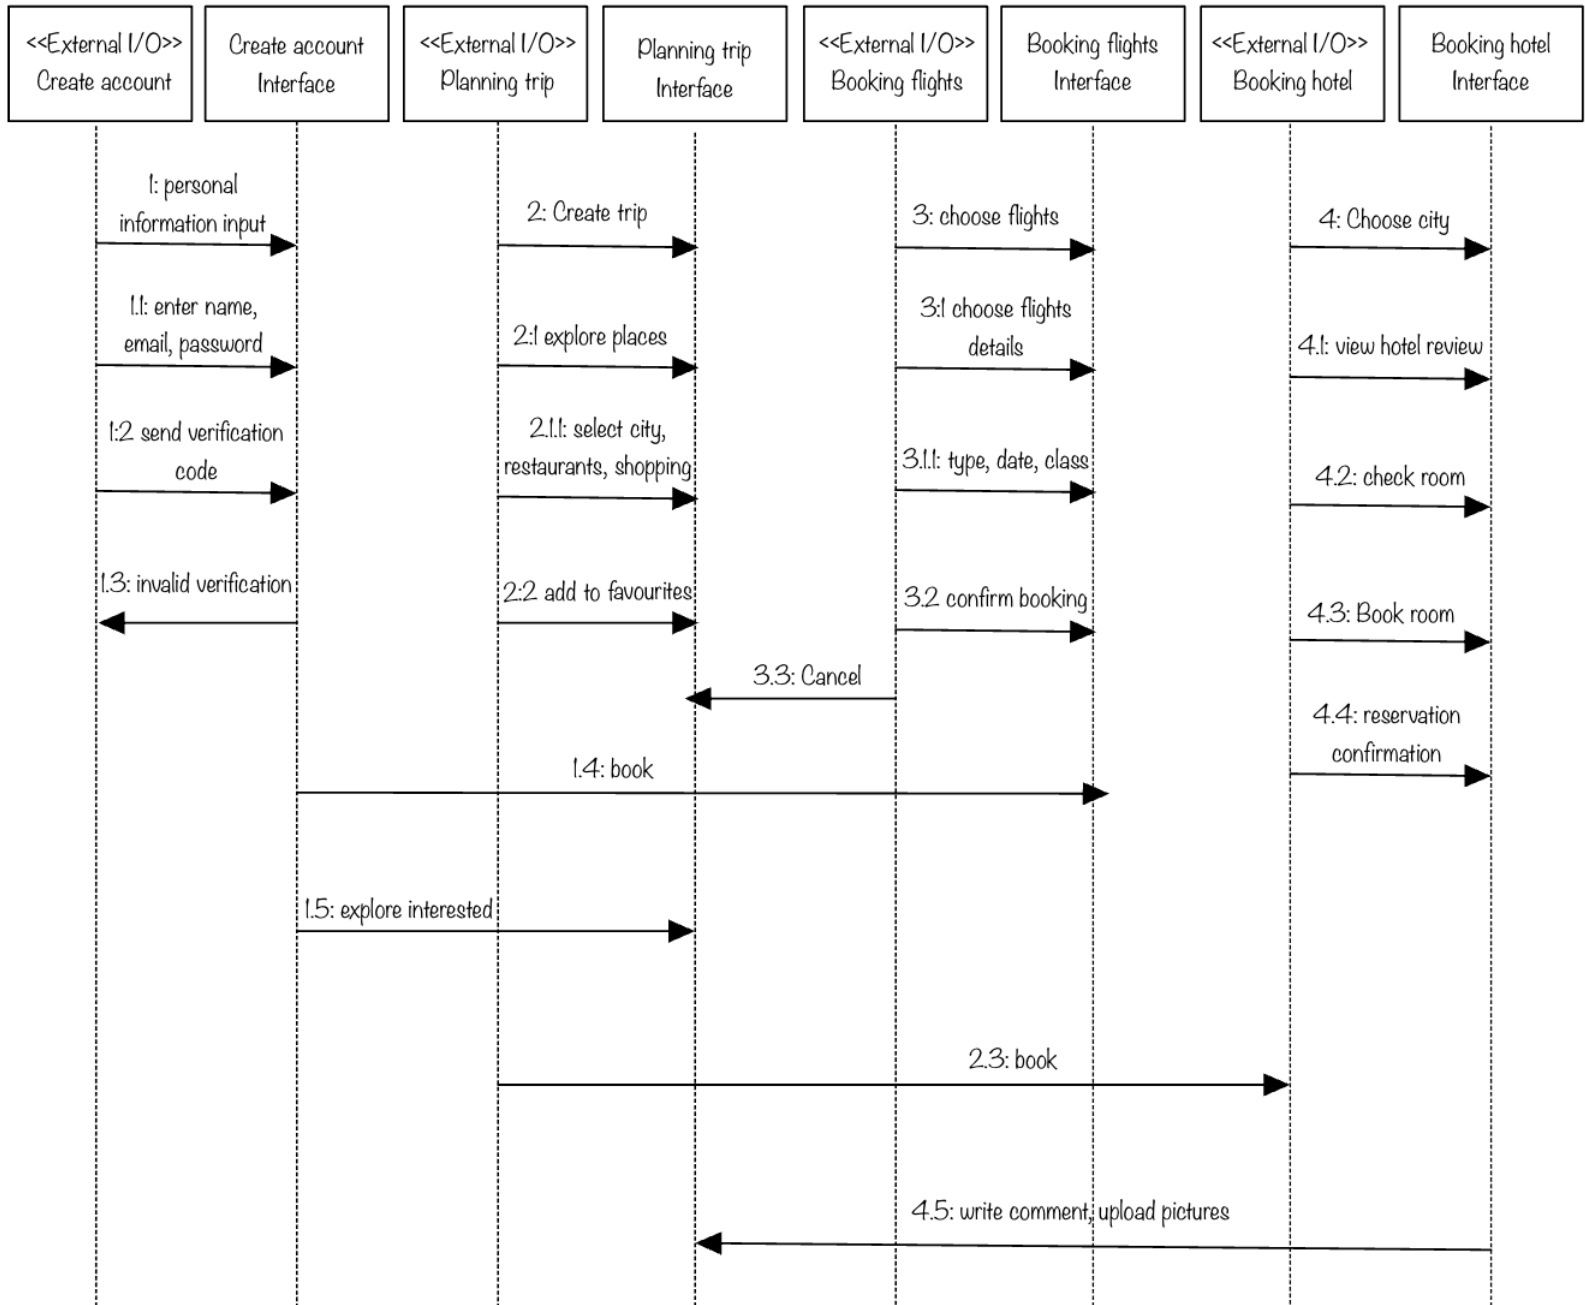 <<External I/O>>
Create account
Create account
Interface
<<External I/O>>
Planning trip
Planning trip
Interface
<<External I/O>>
Booking flights
Booking flights
Interface
<<External I/O>>
Booking hotel
Booking hotel
Interface
1: personal
information input
2: Create trip
3: choose flights
4: Choose city
1.1: enter name,
email, password
2:1 explore places
3:1 choose flights
details
4.1: view hotel review
1:2 send verification
code
2.1.1: select city,
restaurants, shopping
3.1.1: type, date, class
4.2: check room
1.3: invalid verification
2:2 add to favourites
3.2 confirm booking
4.3: Book room
3.3: Cancel
4.4: reservation
confirmation
1.4: book
1.5: explore interested
2.3: book
4.5: write comment, upload pictures